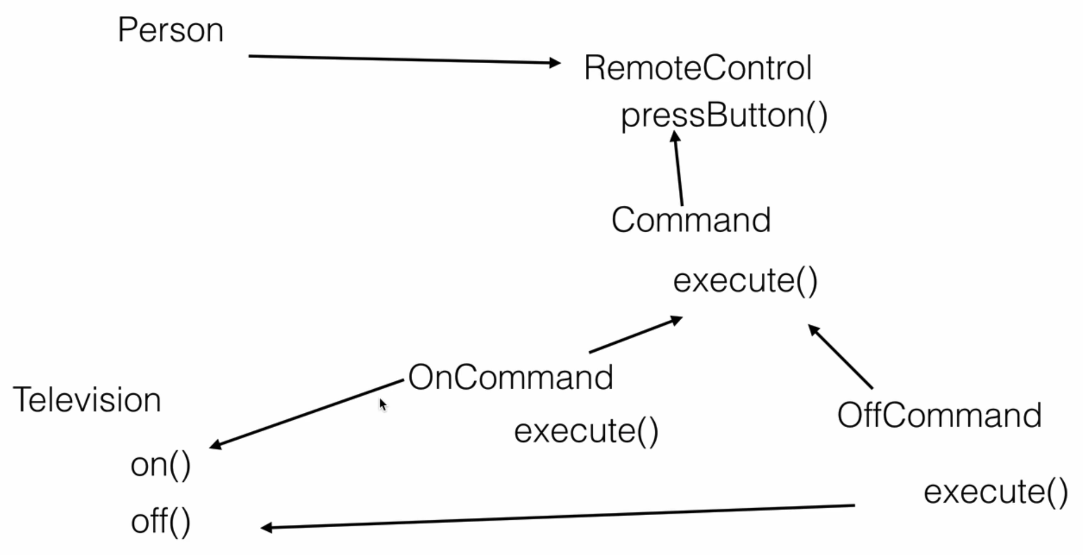 Person
RemoteControl
pressButton()
Command
execute()
OnCommand
execute()
Television
on()
off()
OffCommand
execute()